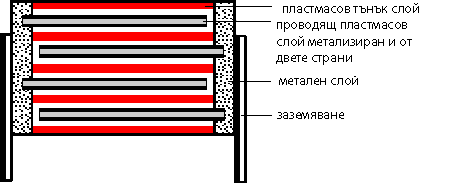 пластмасов тънък слой
проводящ пластмасов
слой метализиран и от
двете страни
метален слой
заземяване